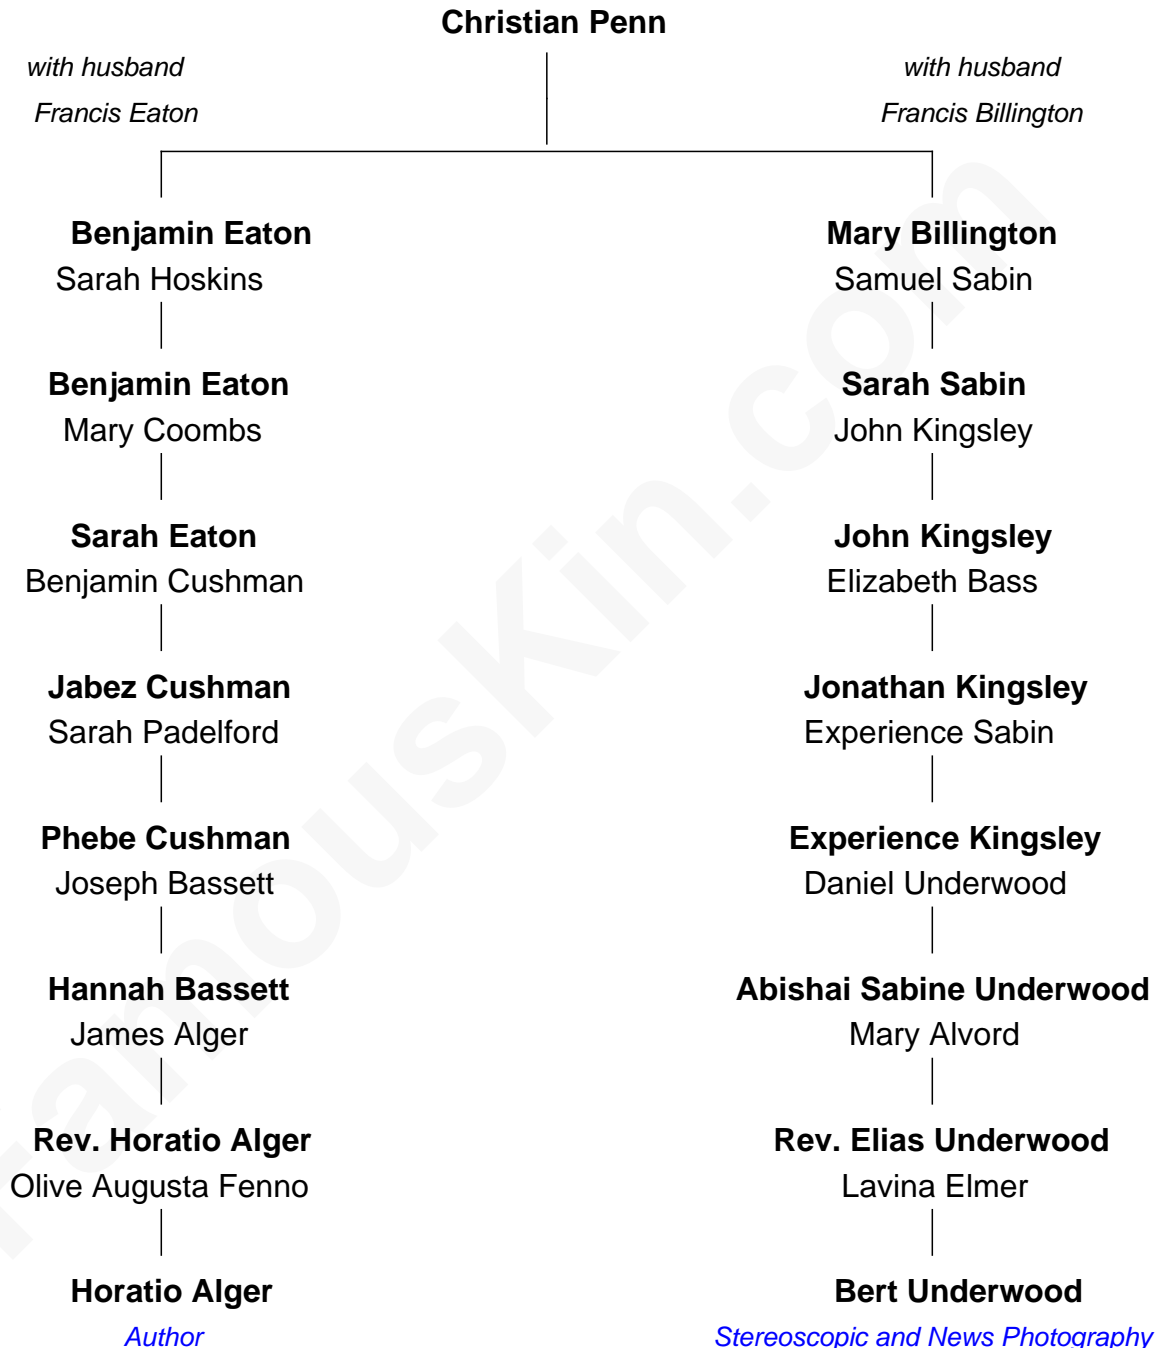 Christian Penn
with husband
Francis Eaton
with husband
Francis Billington
Benjamin Eaton
Sarah Hoskins
Mary Billington
Samuel Sabin
Benjamin Eaton
Mary Coombs
Sarah Sabin
John Kingsley
Sarah Eaton
Benjamin Cushman
John Kingsley
Elizabeth Bass
Jabez Cushman
Sarah Padelford
Jonathan Kingsley
Experience Sabin
Phebe Cushman
Joseph Bassett
Experience Kingsley
Daniel Underwood
Hannah Bassett
James Alger
Abishai Sabine Underwood
Mary Alvord
Rev. Horatio Alger
Olive Augusta Fenno
Rev. Elias Underwood
Lavina Elmer
Horatio Alger
Author
Bert Underwood
Stereoscopic and News Photography
FamousKin.com